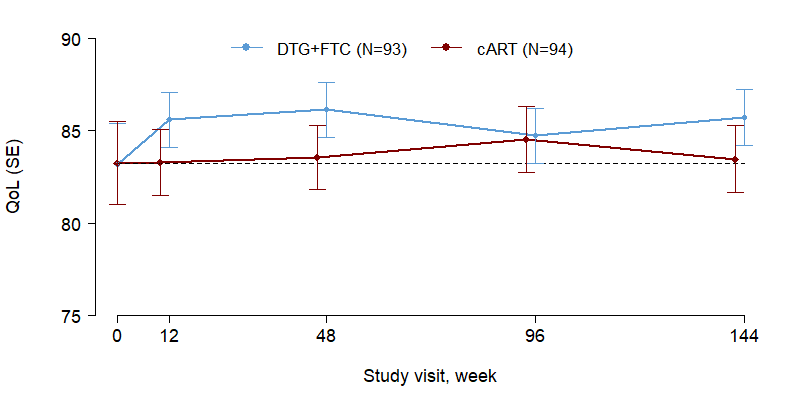 DTG+FTC (N=93) cART (N=94)
QoL (SE)
90
85
80
75
0 12 48 96 144
Study visit, week